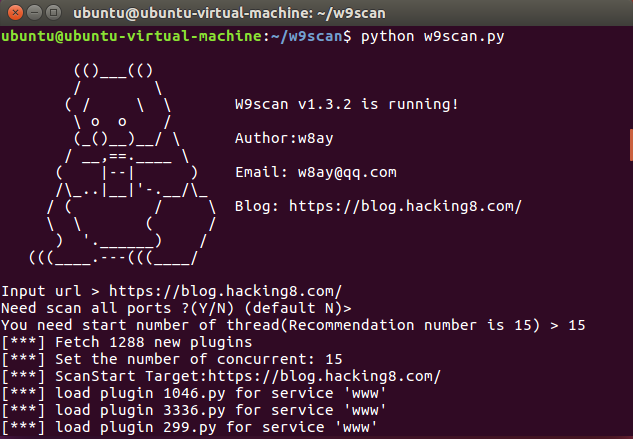 ubuntu@ubuntu-virtual-machine: ~/w9scan
ubuntu@ubuntu-virtual-machine:~/w9scan$ python w9scan.py
W9scan v1.3.2 is running!
Author:w8ay
Email: w8ay@qq.com
Blog: https://blog.hacking8.com/
Input url > https://blog.hacking8.com/
Need scan all ports ?(Y/N) (default N)>
You need start number of thread(Recommendation number is 15) > 15
[***] Fetch 1288 new plugins
[***] Set the number of concurrent: 15
[***] ScanStart Target:https://blog.hacking8.com/
[***] load plugin 1046.py for service 'www'
[***] load plugin 3336.py for service 'www'
[***] load plugin 299.py for service 'www'